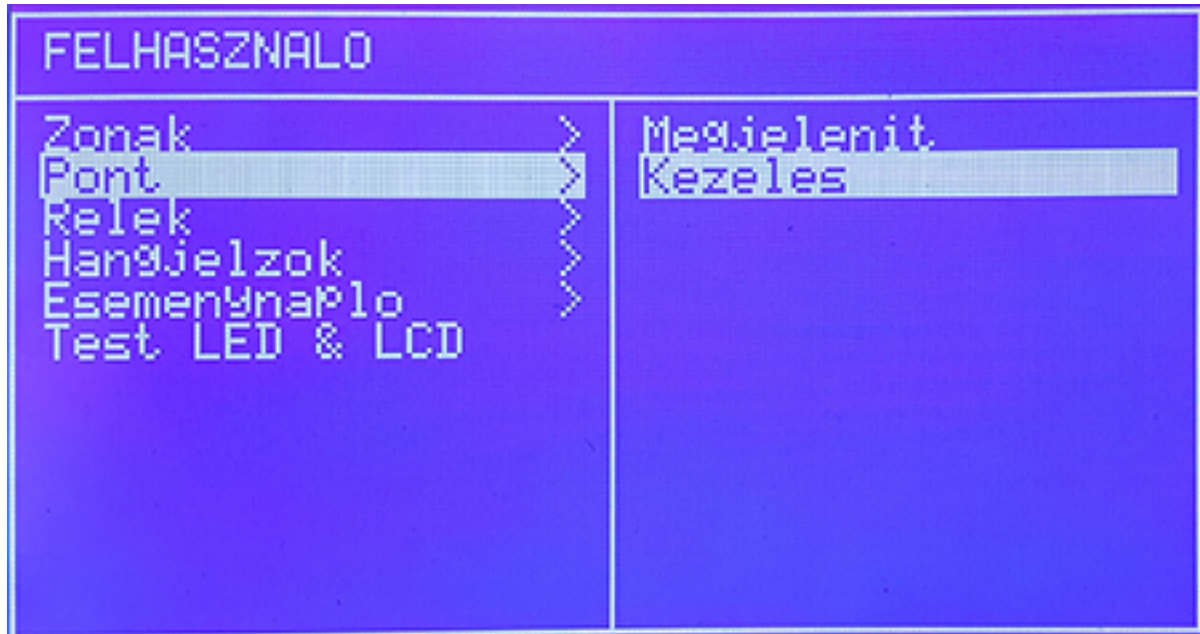 FELHASZNALO
Zonak >
Pont >
Relek >
Hangjelzok >
Esemenynaplo >
Test LED & LCD
Megjelenit
Kezeles